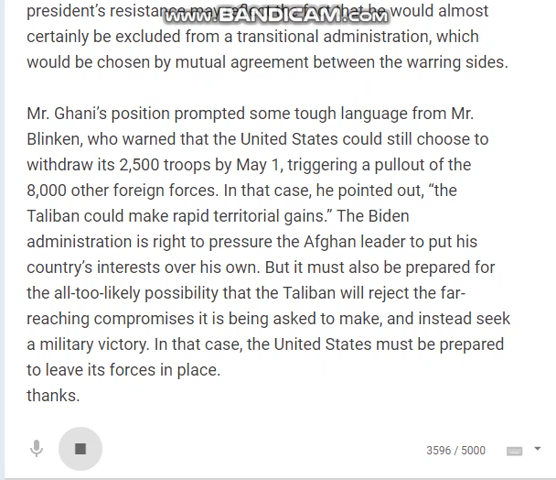 president's resistance may reflect the fact that he would almost
www.BANDICAM.com
certainly be excluded from a transitional administration, which
would be chosen by mutual agreement between the warring sides.
Mr. Ghani's position prompted some tough language from Mr.
Blinken, who warned that the United States could still choose to
withdraw its 2,500 troops by May 1, triggering a pullout of the
8,000 other foreign forces. In that case, he pointed out, “the
Taliban could make rapid territorial gains.” The Biden
administration is right to pressure the Afghan leader to put his
country's interests over his own. But it must also be prepared for
the all-too-likely possibility that the Taliban will reject the far-
reaching compromises it is being asked to make, and instead seek
a military victory. In that case, the United States must be prepared
to leave its forces in place.
thanks.
3596 / 5000